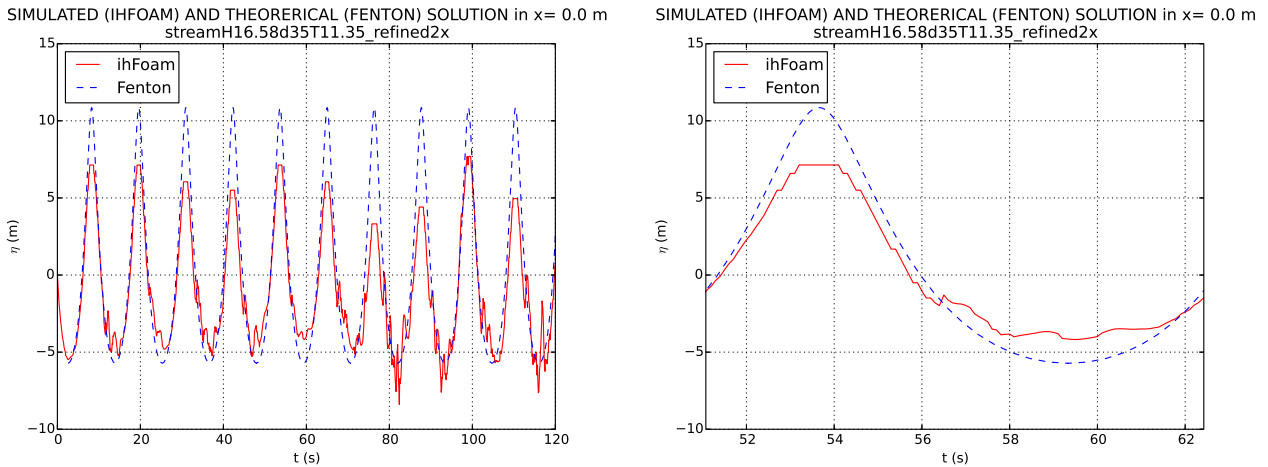 SIMULATED (IHFOAM) AND THEORERICAL (FENTON) SOLUTION in x= 0.0 m
streamH16.58d35T11.35_refined2x
15
10
5
0
−5
−10
η (m)
ihFoam
Fenton
0 20 40 60 80 100 120
t (s)
SIMULATED (IHFOAM) AND THEORERICAL (FENTON) SOLUTION in x= 0.0 m
streamH16.58d35T11.35_refined2x
15
10
5
0
−5
−10
η (m)
ihFoam
Fenton
52 54 56 58 60 62
t (s)